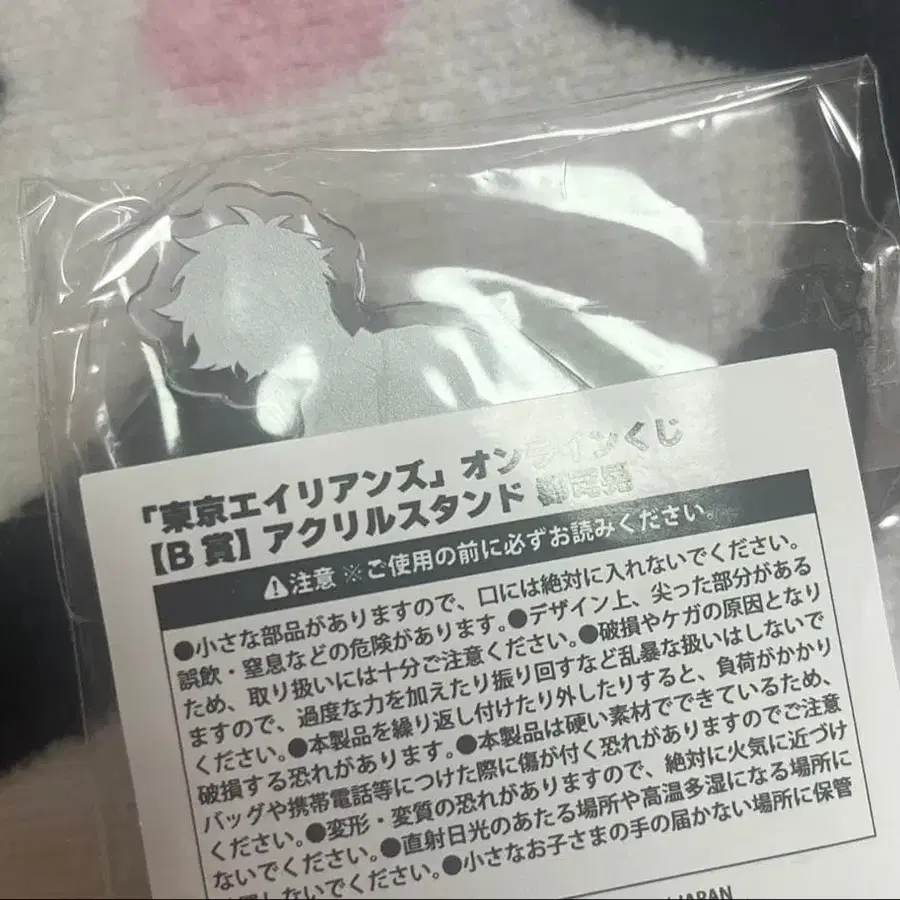 「東京エイリアンズ」オンラインくじ
【B 賞】アクリルスタンド
⚠注意 ※ご使用の前に必ずお読みください。
●小さな部品がありますので、口には絶対に入れないでください。
誤飲・窒息などの危険があります。●デザイン上、尖った部分がある
ため、取り扱いには十分ご注意ください。●破損やケガの原因となり
ますので、過度な力を加えたり振り回すなど乱暴な扱いはしないで
ください。●本製品を繰り返し付けたり外したりすると、負荷がかかり
破損する恐れがあります。●本製品は硬い素材でできているため、
バッグや携帯電話等につけた際に傷が付く恐れがありますのでご注意
ください。●変形・変質の恐れがありますので、絶対に火気に近づけ
ないでください。●直射日光のあたる場所や高温多湿になる場所に
しないでください。●小さなお子さまの手の届かない場所に保管
JAPAN